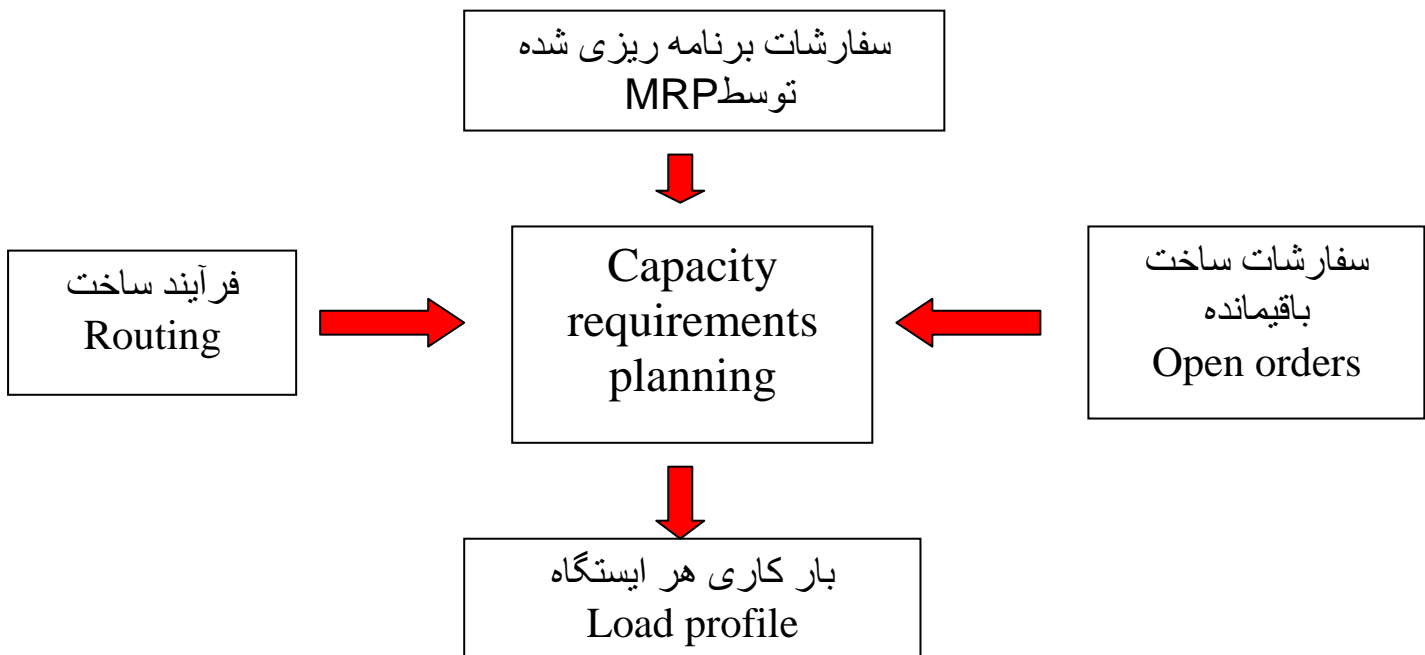 سفارشات برنامه ریزی شده
توسطMRP
فرآیند ساخت
Routing
Capacity
requirements
planning
سفارشات ساخت
باقیمانده
Open orders
بار کاری هر ایستگاه
Load profile